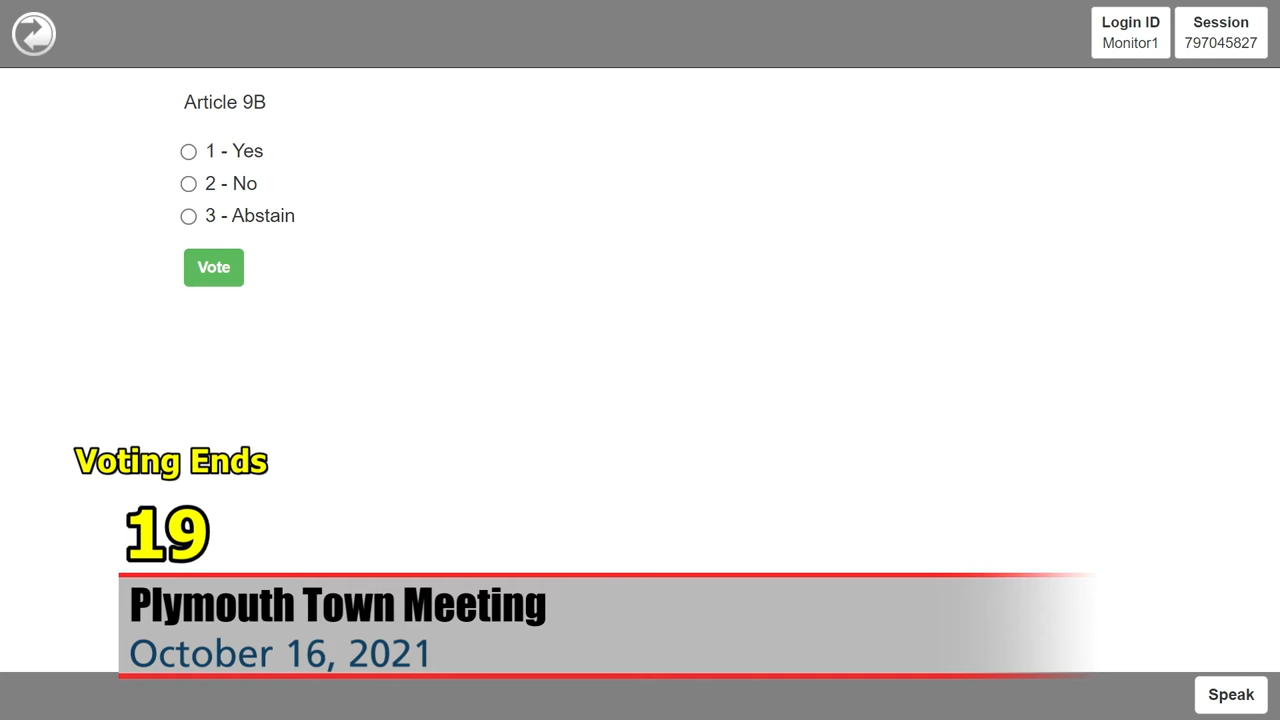 Login ID
Monitor1
Session
797045827
Article 9B
1 - Yes
2 - No
3 - Abstain
Vote
Voting Ends
19
Plymouth Town Meeting
October 16, 2021
Speak